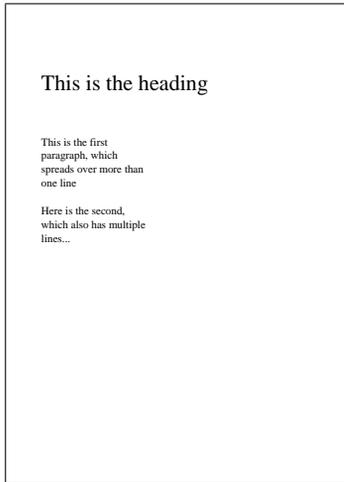 This is the heading
This is the first
paragraph, which
spreads over more than
one line
Here is the second,
which also has multiple
lines...